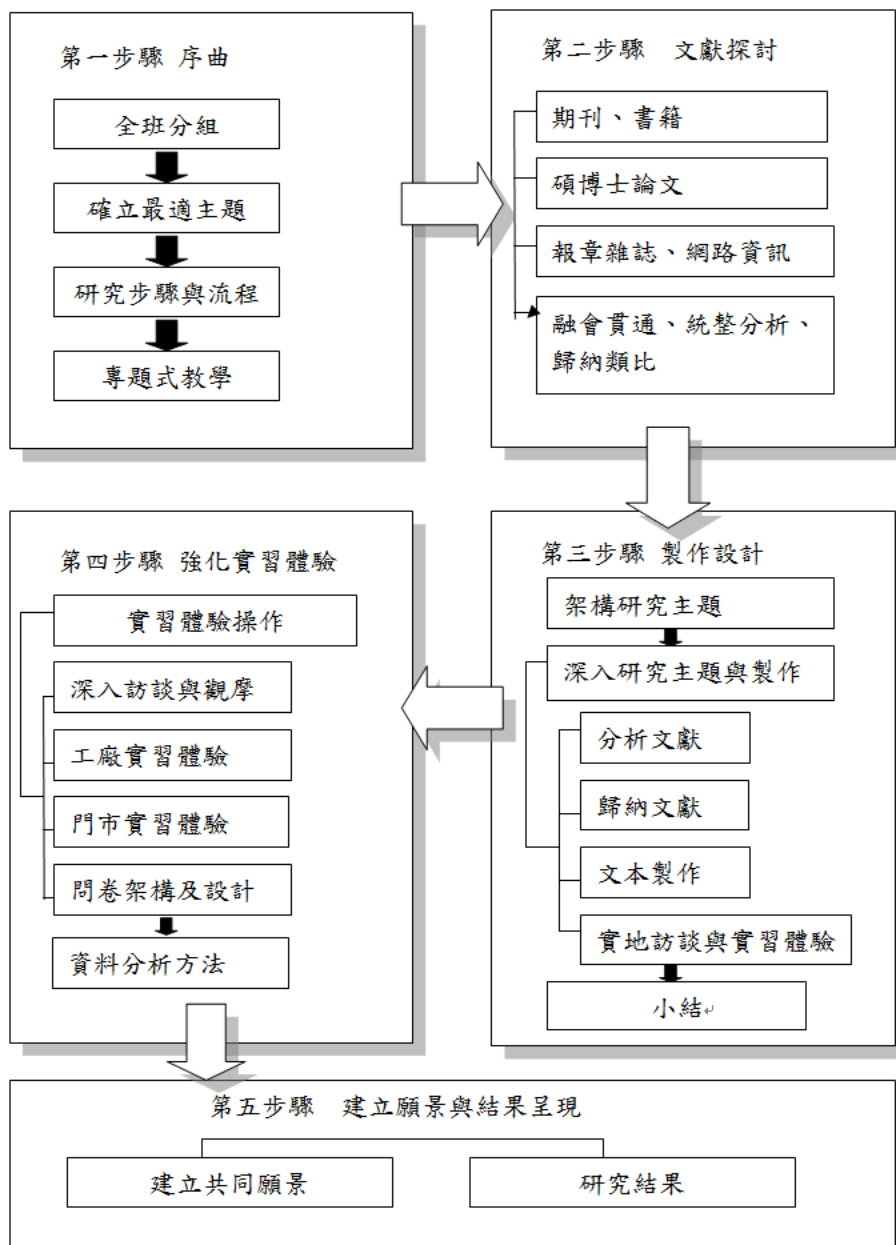 第一步驟 序曲
全班分組
確立最適主題
研究步驟與流程
專題式教學
第二步驟 文獻探討
期刊、書籍
碩博士論文
報章雜誌、網路資訊
融會貫通、統整分析、
歸納類比
第三步驟 製作設計
架構研究主題
深入研究主題與製作
分析文獻
歸納文獻
文本製作
實地訪談與實習體驗
小結
第四步驟 強化實習體驗
實習體驗操作
深入訪談與觀摩
工廠實習體驗
門市實習體驗
問卷架構及設計
資料分析方法
第五步驟 建立願景與結果呈現
建立共同願景
研究結果